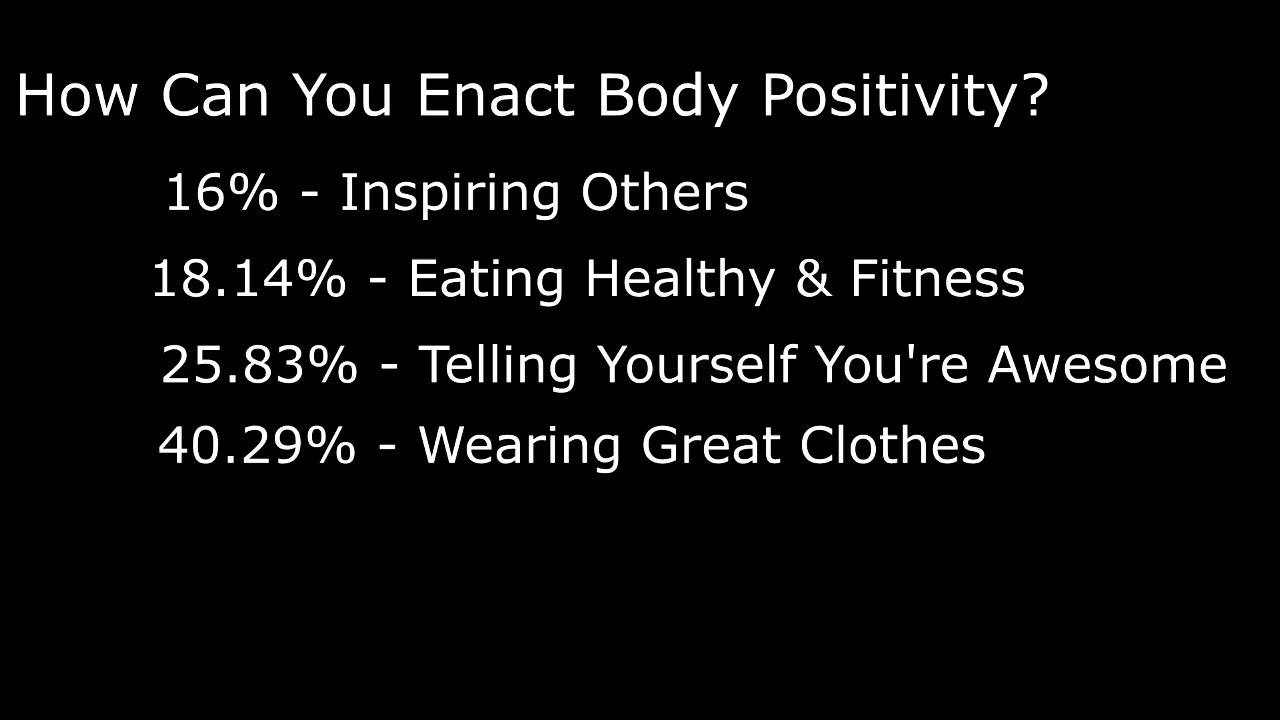 How Can You Enact Body Positivity?
16% - Inspiring Others
18.14% - Eating Healthy & Fitness
25.83% - Telling Yourself You're Awesome
40.29% - Wearing Great Clothes